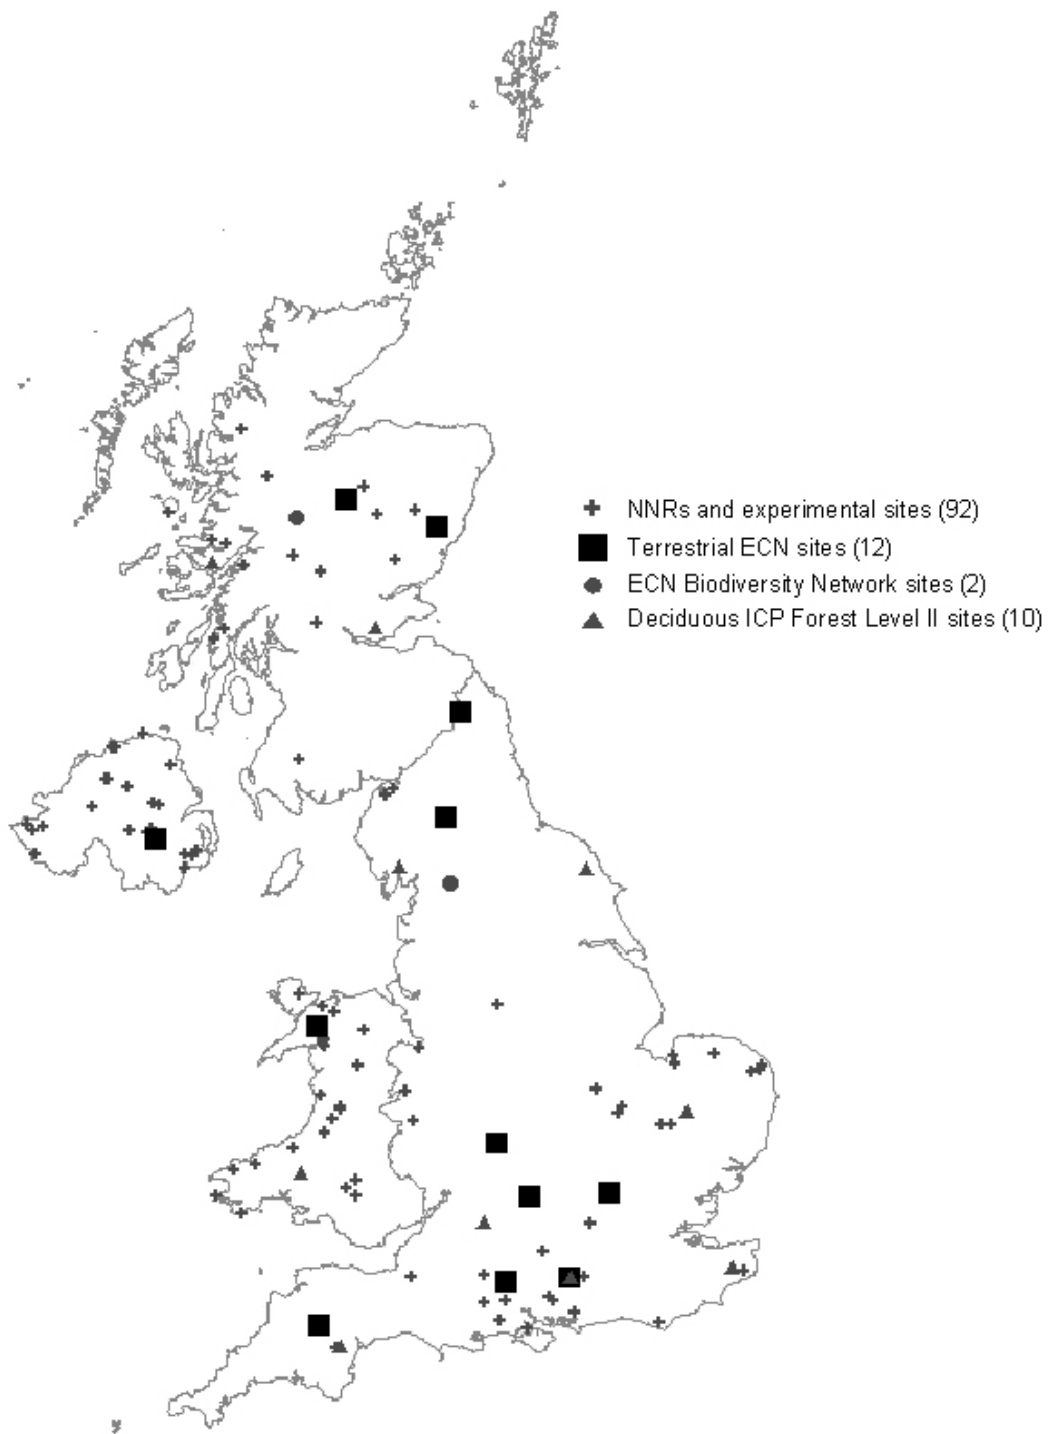 NNRs and experimental sites (92)
Terrestrial ECN sites (12)
ECN Biodiversity Network sites (2)
Deciduous ICP Forest Level II sites (10)